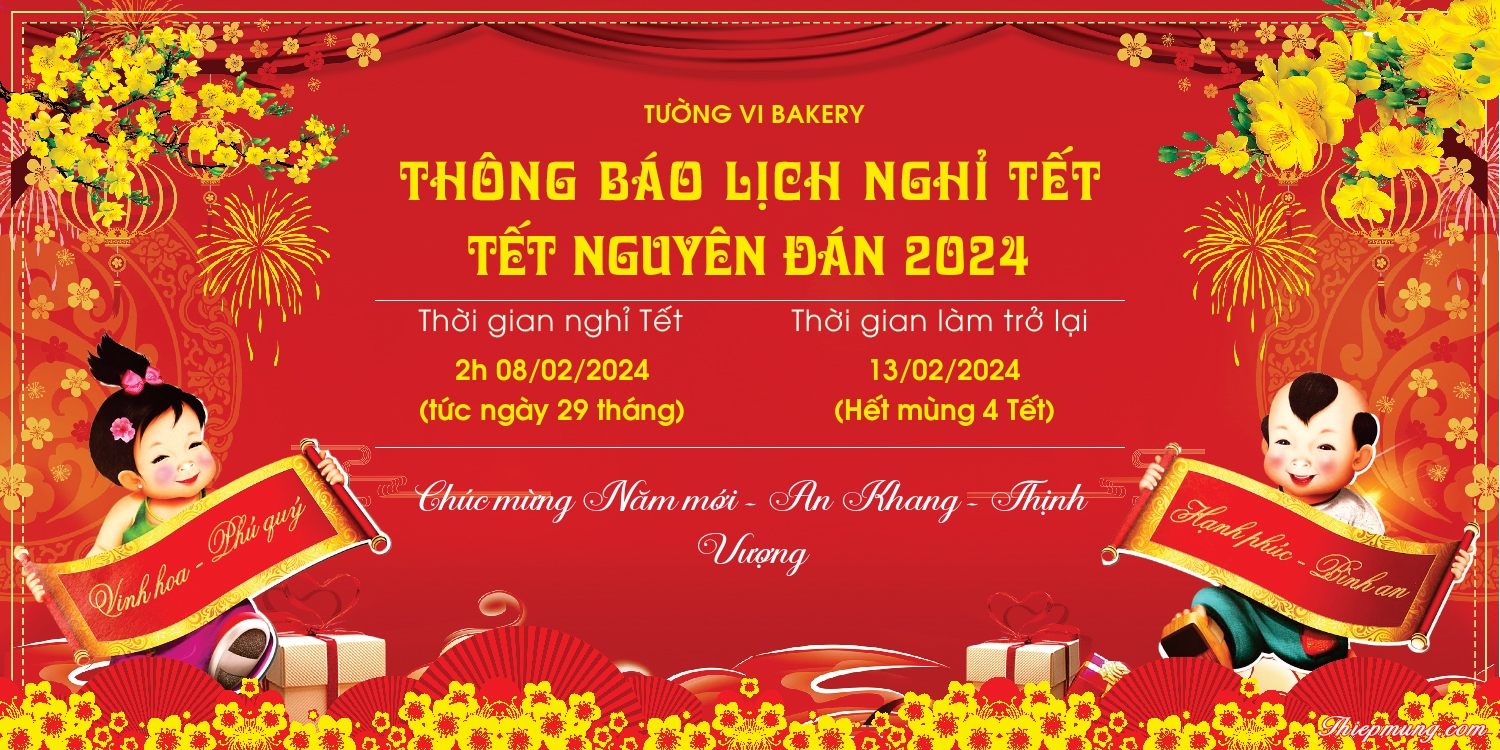 TƯỜNG VI BAKERY
THÔNG BÁO LỊCH NGHỈ TẾT
TẾT NGUYÊN ĐÁN 2024
Thời gian nghỉ Tết
2h 08/02/2024
(tức ngày 29 tháng)
Thời gian làm trở lại
13/02/2024
(Hết mùng 4 Tết)
Chúc mừng Năm mới - An Khang - Thịnh
Vượng
Vinh hoa - Phú quý
Hạnh phúc - Bình an
Thiepmung.com